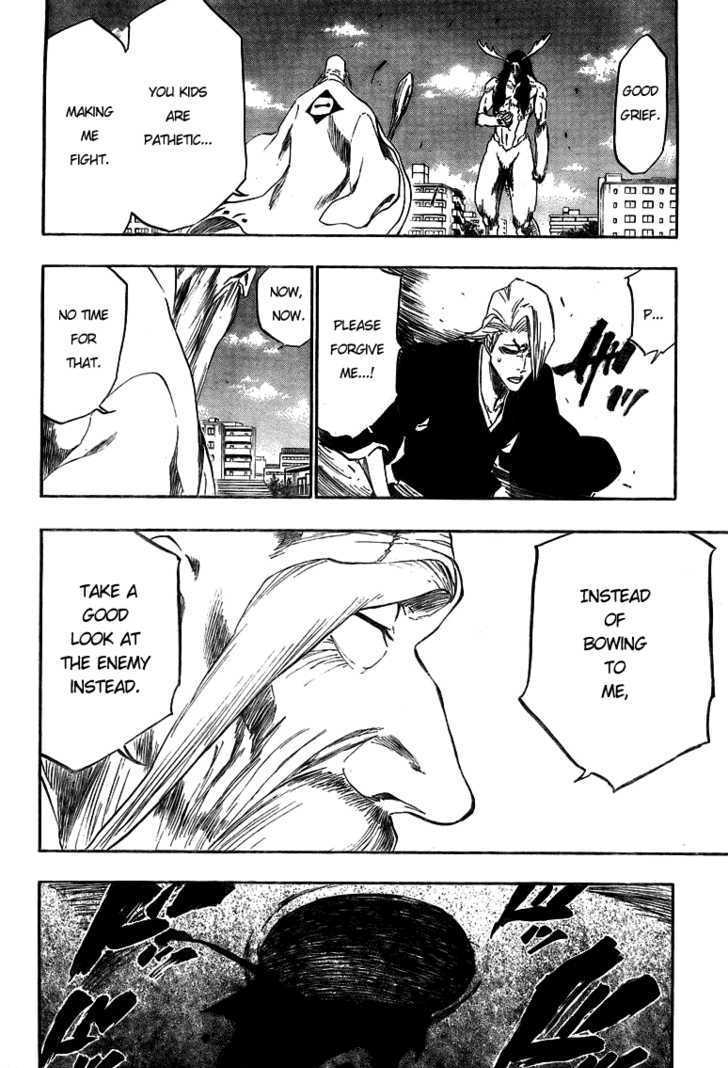 GOOD
GRIEF.
YOU KIDS
ARE
PATHETIC...
MAKING
ME
FIGHT.
P...
PLEASE
FORGIVE
ME...!
NOW,
NOW.
NO TIME
FOR
THAT.
INSTEAD
OF
BOWING
TO
ME,
TAKE A
GOOD
LOOK AT
THE ENEMY
INSTEAD.